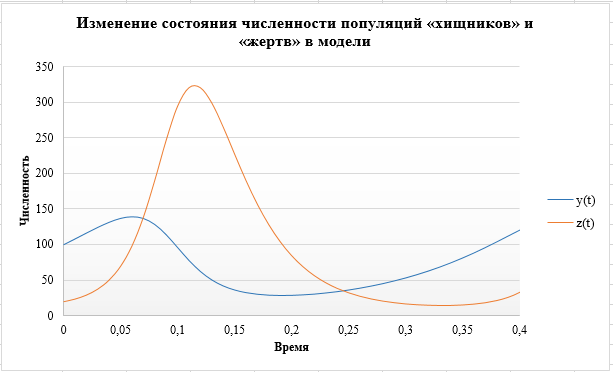 Изменение состояния численности популяций «хищников» и
«жертв» в модели
350
300
250
200
150
100
50
0
Численность
0
0,05
0,1
0,15
0,2
0,25
0,3
0,35
0,4
Время
y(t)
z(t)